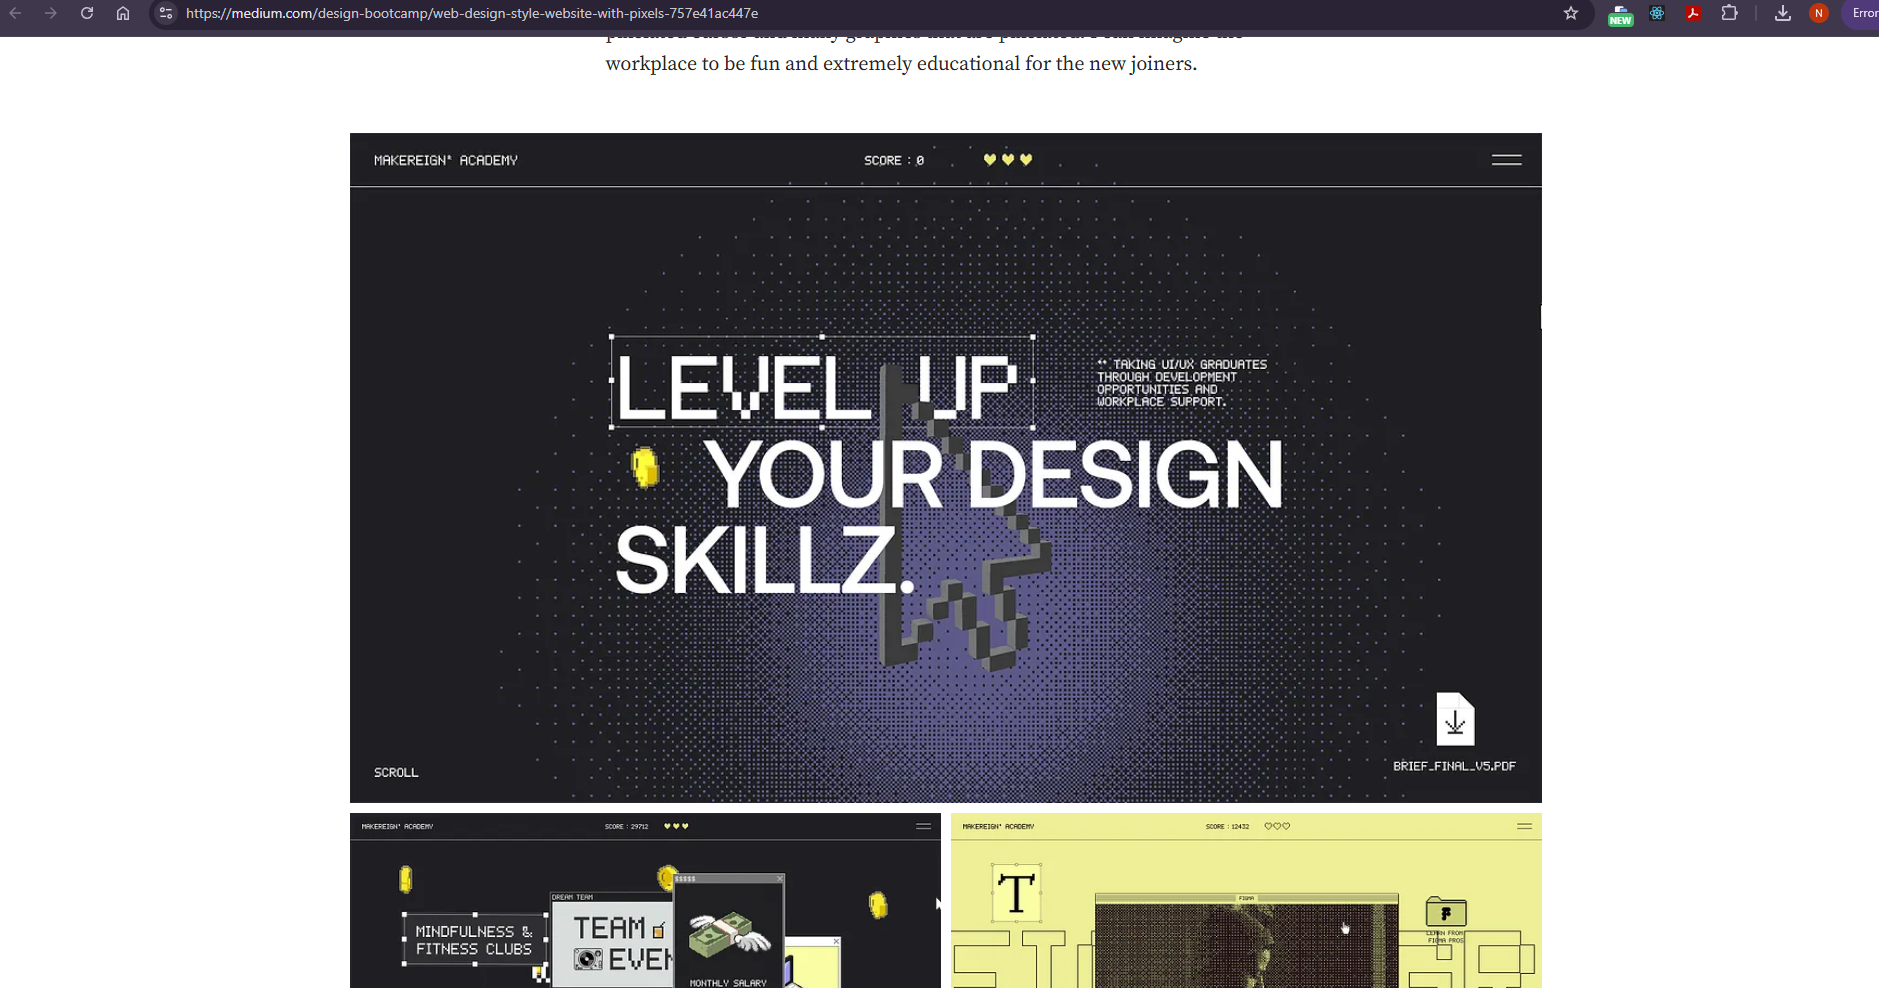 https://medium.com/design-bootcamp/web-design-style-website-with-pixels-757e41ac447e
NEW
N
Error
workplace to be fun and extremely educational for the new joiners.
MAKEREIGN® ACADEMY
SCORE : 0
LEVEL UP
YOUR DESIGN
SKILLZ.
** TAKING UI/UX GRADUATES
THROUGH DEVELOPMENT
OPPORTUNITIES AND
WORKPLACE SUPPORT.
SCROLL
BRIEF_FINAL_V5.PDF
MAKEREIGN® ACADEMY
SCORE : 29712
DREAM TEAM
TEAM
EVEN
$$$$$
MONTHLY SALARY
MINDFULNESS &
FITNESS CLUBS
MAKEREIGN® ACADEMY
SCORE : 12432
T
FIGMA
LEARN FROM
FIGMA PROS